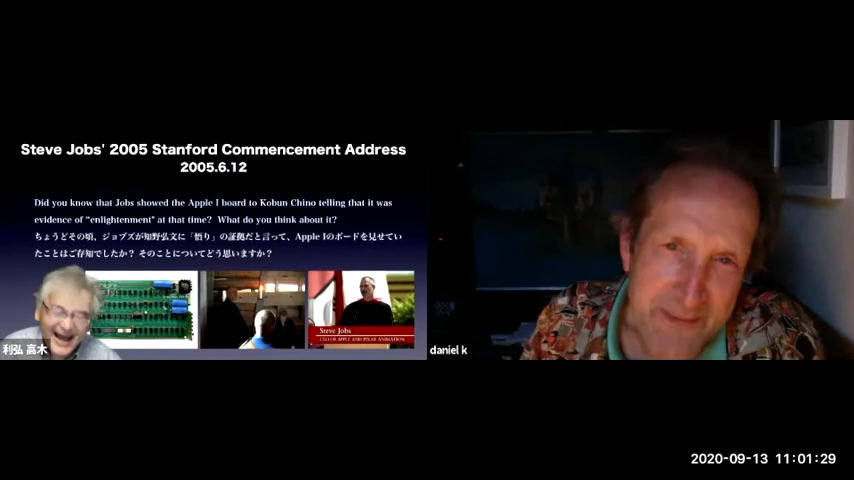 Steve Jobs' 2005 Stanford Commencement Address
2005.6.12
Did you know that Jobs showed the Apple I board to Kobun Chino telling that it was
evidence of "enlightenment" at that time? What do you think about it?
ちょうどその頃、ジョブズが知野弘文に「悟り」の証拠だと言って、Apple Iのボードを見せてい
たことはご存知でしたか？ そのことについてどう思いますか？
Steve Jobs
CEO OF APPLE AND PIXAR ANIMATION
利弘 高木
daniel k
2020-09-13 11:01:29